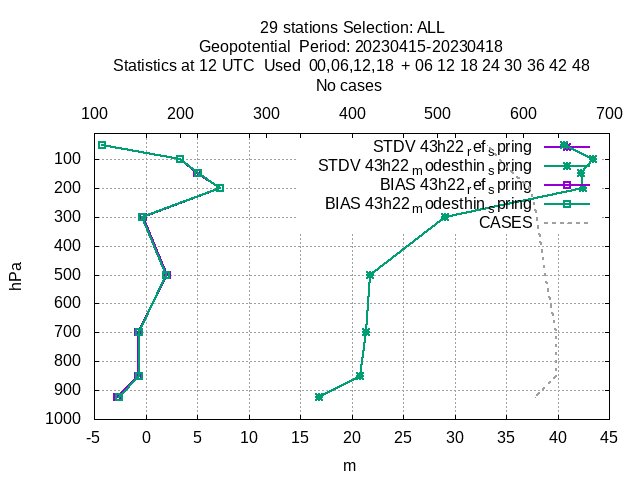 29 stations Selection: ALL
Geopotential  Period: 20230415-20230418
Statistics at 12 UTC  Used  00,06,12,18  + 06 12 18 24 30 36 42 48
No cases
100 200 300 400 500 600 700
STDV 43h22_ref_spring
STDV 43h22_modesthin_spring
BIAS 43h22_ref_spring
BIAS 43h22_modesthin_spring
CASES
100
200
300
400
500
600
700
800
900
1000
hPa
-5 0 5 10 15 20 25 30 35 40 45
m